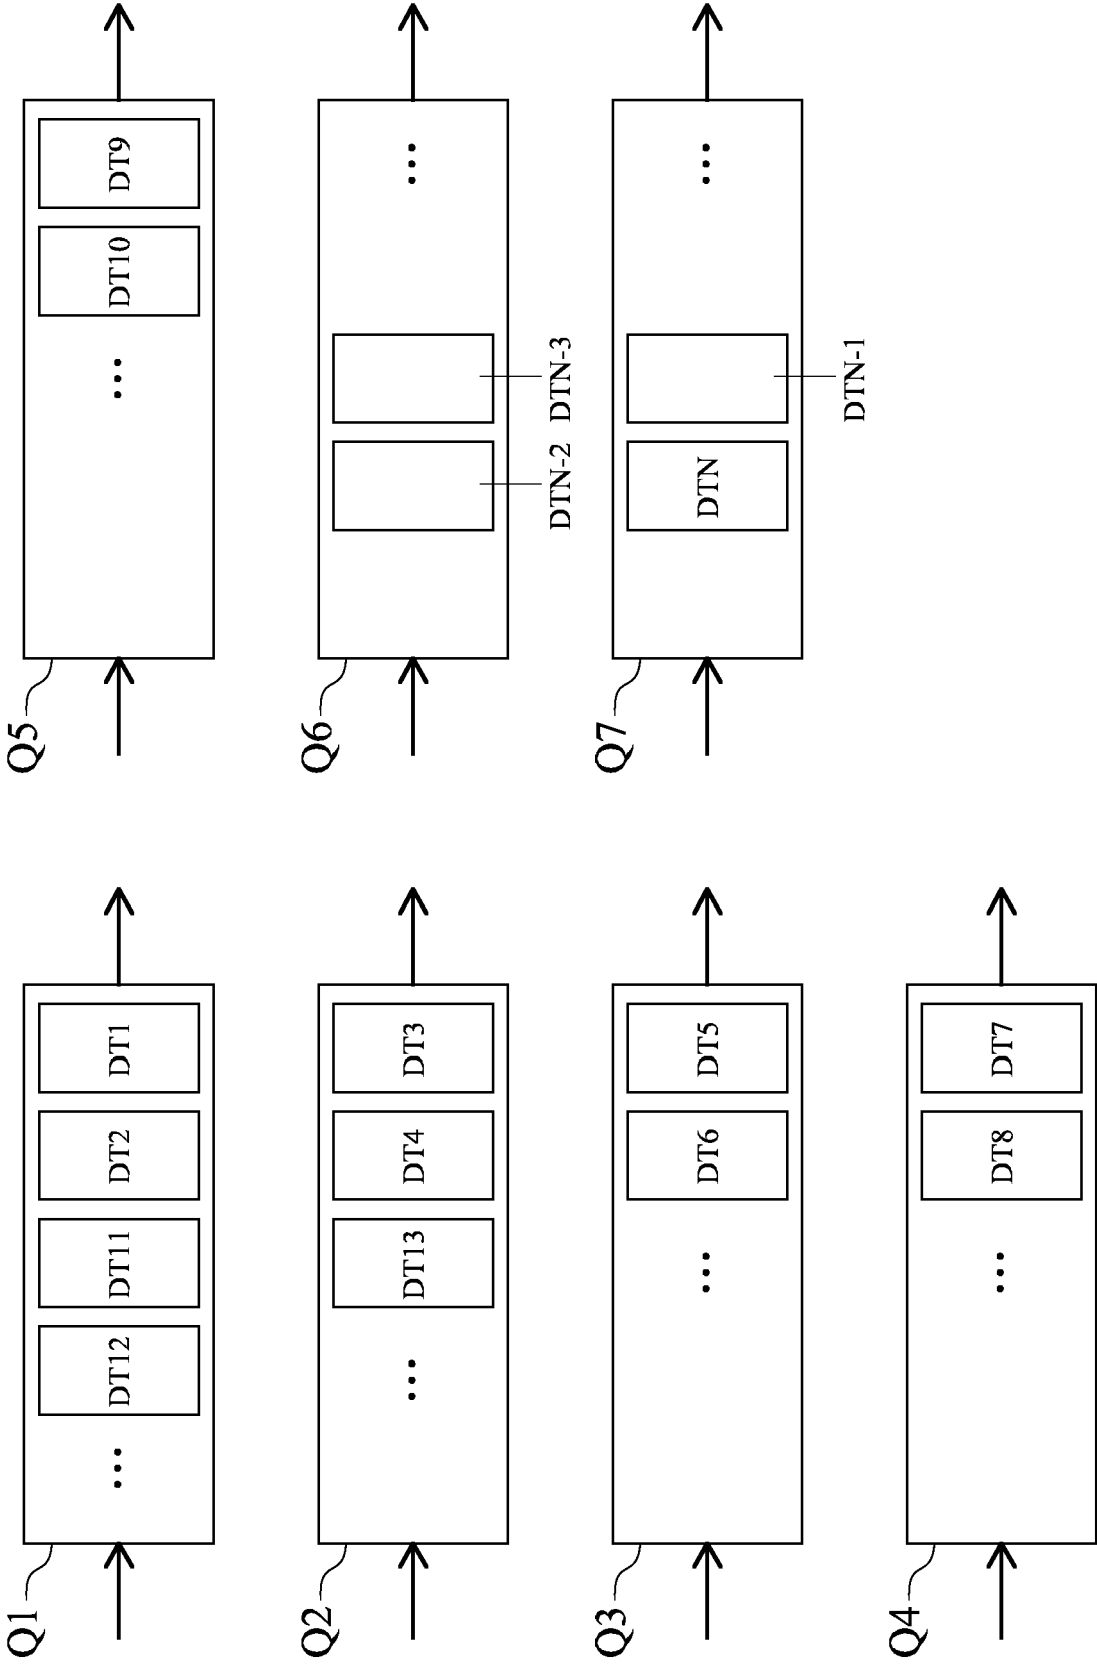 Q1
DT12
DT11
DT2
DT1
...
Q2
DT13
DT4
DT3
...
Q3
DT6
DT5
...
Q4
DT8
DT7
...
Q5
DT10
DT9
...
Q6
DTN-2
DTN-3
...
Q7
DTN
DTN-1
...